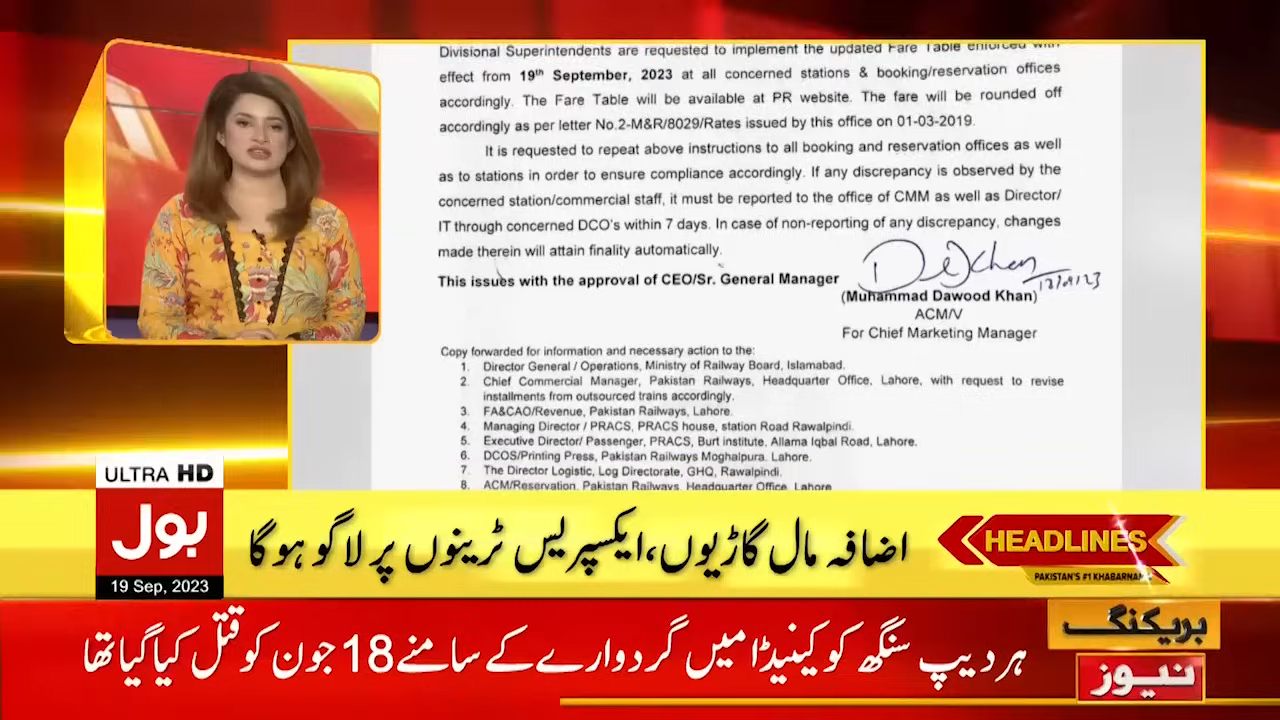 Divisional Superintendents are requested to implement the updated Fare Table enforced with
effect from 19th September, 2023 at all concerned stations & booking/reservation offices
accordingly. The Fare Table will be available at PR website. The fare will be rounded off
accordingly as per letter No.2-M&R/8029/Rates issued by this office on 01-03-2019.
It is requested to repeat above instructions to all booking and reservation offices as well
as to stations in order to ensure compliance accordingly. If any discrepancy is observed by the
concerned station/commercial staff, it must be reported to the office of CMM as well as Director/
IT through concerned DCO's within 7 days. In case of non-reporting of any discrepancy, changes
made therein will attain finality automatically.
This issues with the approval of CEO/Sr. General Manager
(Muhammad Dawood Khan)
ACM/V
For Chief Marketing Manager
Copy forwarded for information and necessary action to the:
1. Director General / Operations, Ministry of Railway Board, Islamabad.
2. Chief Commercial Manager, Pakistan Railways, Headquarter Office, Lahore, with request to revise
installments from outsourced trains accordingly.
3. FA&CAO/Revenue, Pakistan Railways, Lahore.
4. Managing Director / PRACS, PRACS house, station Road Rawalpindi.
5. Executive Director/ Passenger, PRACS, Burt institute, Allama Iqbal Road, Lahore.
6. DCOS/Printing Press, Pakistan Railways Moghalpura. Lahore.
7. The Director Logistic, Log Directorate, GHQ, Rawalpindi.
8. ACM/Reservation, Pakistan Railways, Headquarter Office, Lahore
ULTRA HD
بول
19 Sep, 2023
اضافہ مال گاڑیوں، ایکسپریس ٹرینوں پر لاگو ہوگا
HEADLINES
PAKISTAN'S #1 KHABARNAMA
بریکنگ
نیوز
ہردیپ سنگھ کو کینیڈا میں گردوارے کے سامنے 18 جون کو قتل کیا گیا تھا